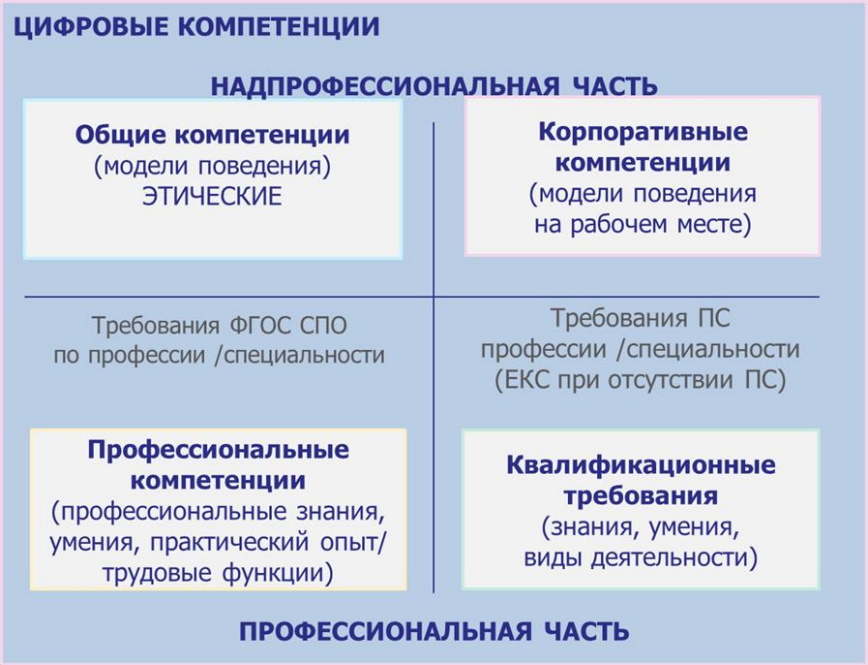 ЦИФРОВЫЕ КОМПЕТЕНЦИИ
НАДПРОФЕССИОНАЛЬНАЯ ЧАСТЬ
Общие компетенции
(модели поведения)
ЭТИЧЕСКИЕ
Корпоративные
компетенции
(модели поведения
на рабочем месте)
Требования ФГОС СПО
по профессии /специальности
Требования ПС
профессии /специальности
(ЕКС при отсутствии ПС)
Профессиональные
компетенции
(профессиональные знания,
умения, практический опыт/
трудовые функции)
Квалификационные
требования
(знания, умения,
виды деятельности)
ПРОФЕССИОНАЛЬНАЯ ЧАСТЬ